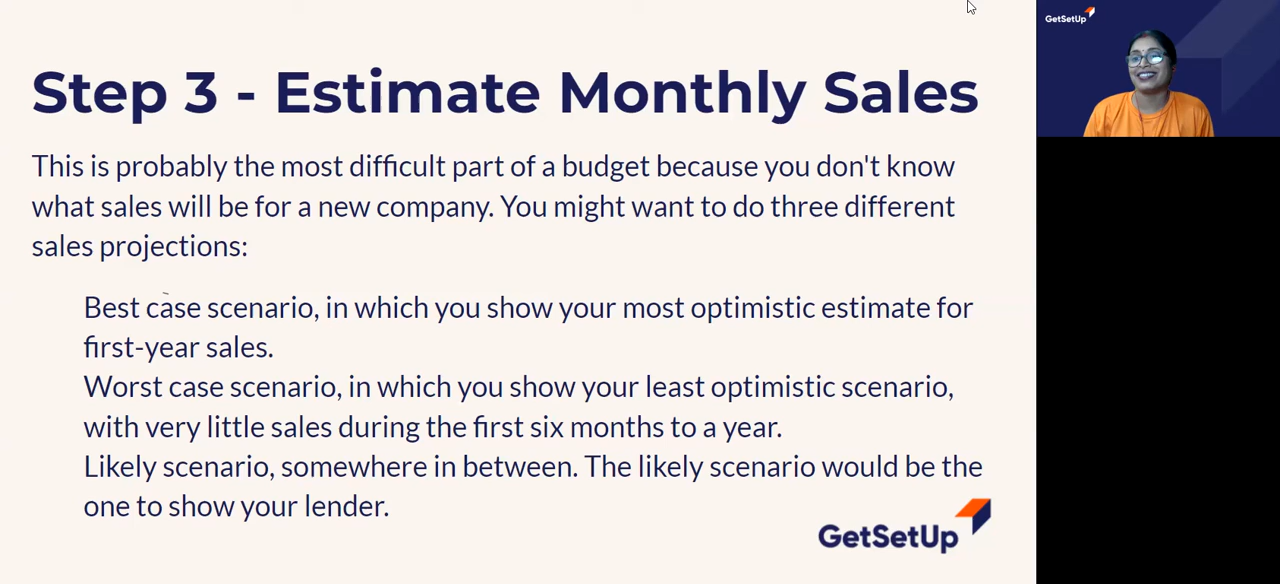 Step 3 - Estimate Monthly Sales
This is probably the most difficult part of a budget because you don't know
what sales will be for a new company. You might want to do three different
sales projections:
Best case scenario, in which you show your most optimistic estimate for
first-year sales.
Worst case scenario, in which you show your least optimistic scenario,
with very little sales during the first six months to a year.
Likely scenario, somewhere in between. The likely scenario would be the
one to show your lender.
GetSetUp
GetSetUp